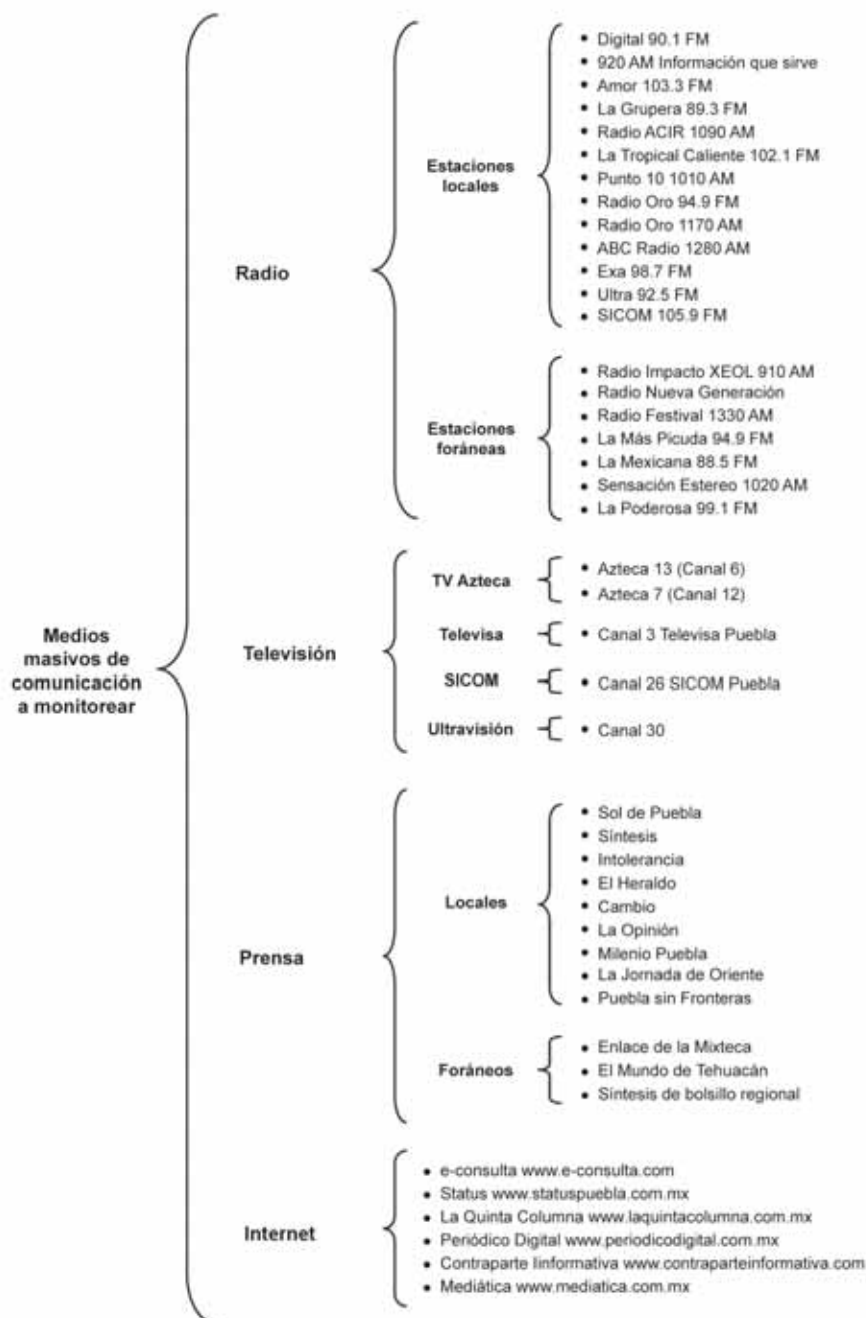 Medios
masivos de
comunicación
a monitorear
Radio
Estaciones
locales
• Digital 90.1 FM
• 920 AM Información que sirve
• Amor 103.3 FM
• La Grupera 89.3 FM
• Radio ACIR 1090 AM
• La Tropical Caliente 102.1 FM
• Punto 10 1010 AM
• Radio Oro 94.9 FM
• Radio Oro 1170 AM
• ABC Radio 1280 AM
• Exa 98.7 FM
• Ultra 92.5 FM
• SICOM 105.9 FM
Estaciones
foráneas
• Radio Impacto XEOL 910 AM
• Radio Nueva Generación
• Radio Festival 1330 AM
• La Más Picuda 94.9 FM
• La Mexicana 88.5 FM
• Sensación Estereo 1020 AM
• La Poderosa 99.1 FM
Televisión
TV Azteca
• Azteca 13 (Canal 6)
• Azteca 7 (Canal 12)
Televisa
• Canal 3 Televisa Puebla
SICOM
• Canal 26 SICOM Puebla
Ultravisión
• Canal 30
Prensa
Locales
• Sol de Puebla
• Síntesis
• Intolerancia
• El Heraldo
• Cambio
• La Opinión
• Milenio Puebla
• La Jornada de Oriente
• Puebla sin Fronteras
Foráneos
• Enlace de la Mixteca
• El Mundo de Tehuacán
• Síntesis de bolsillo regional
Internet
• e-consulta www.e-consulta.com
• Status www.statuspuebla.com.mx
• La Quinta Columna www.laquintacolumna.com.mx
• Periódico Digital www.periodicodigital.com.mx
• Contraparte Iinformativa www.contraparteinformativa.com
• Mediática www.mediatica.com.mx